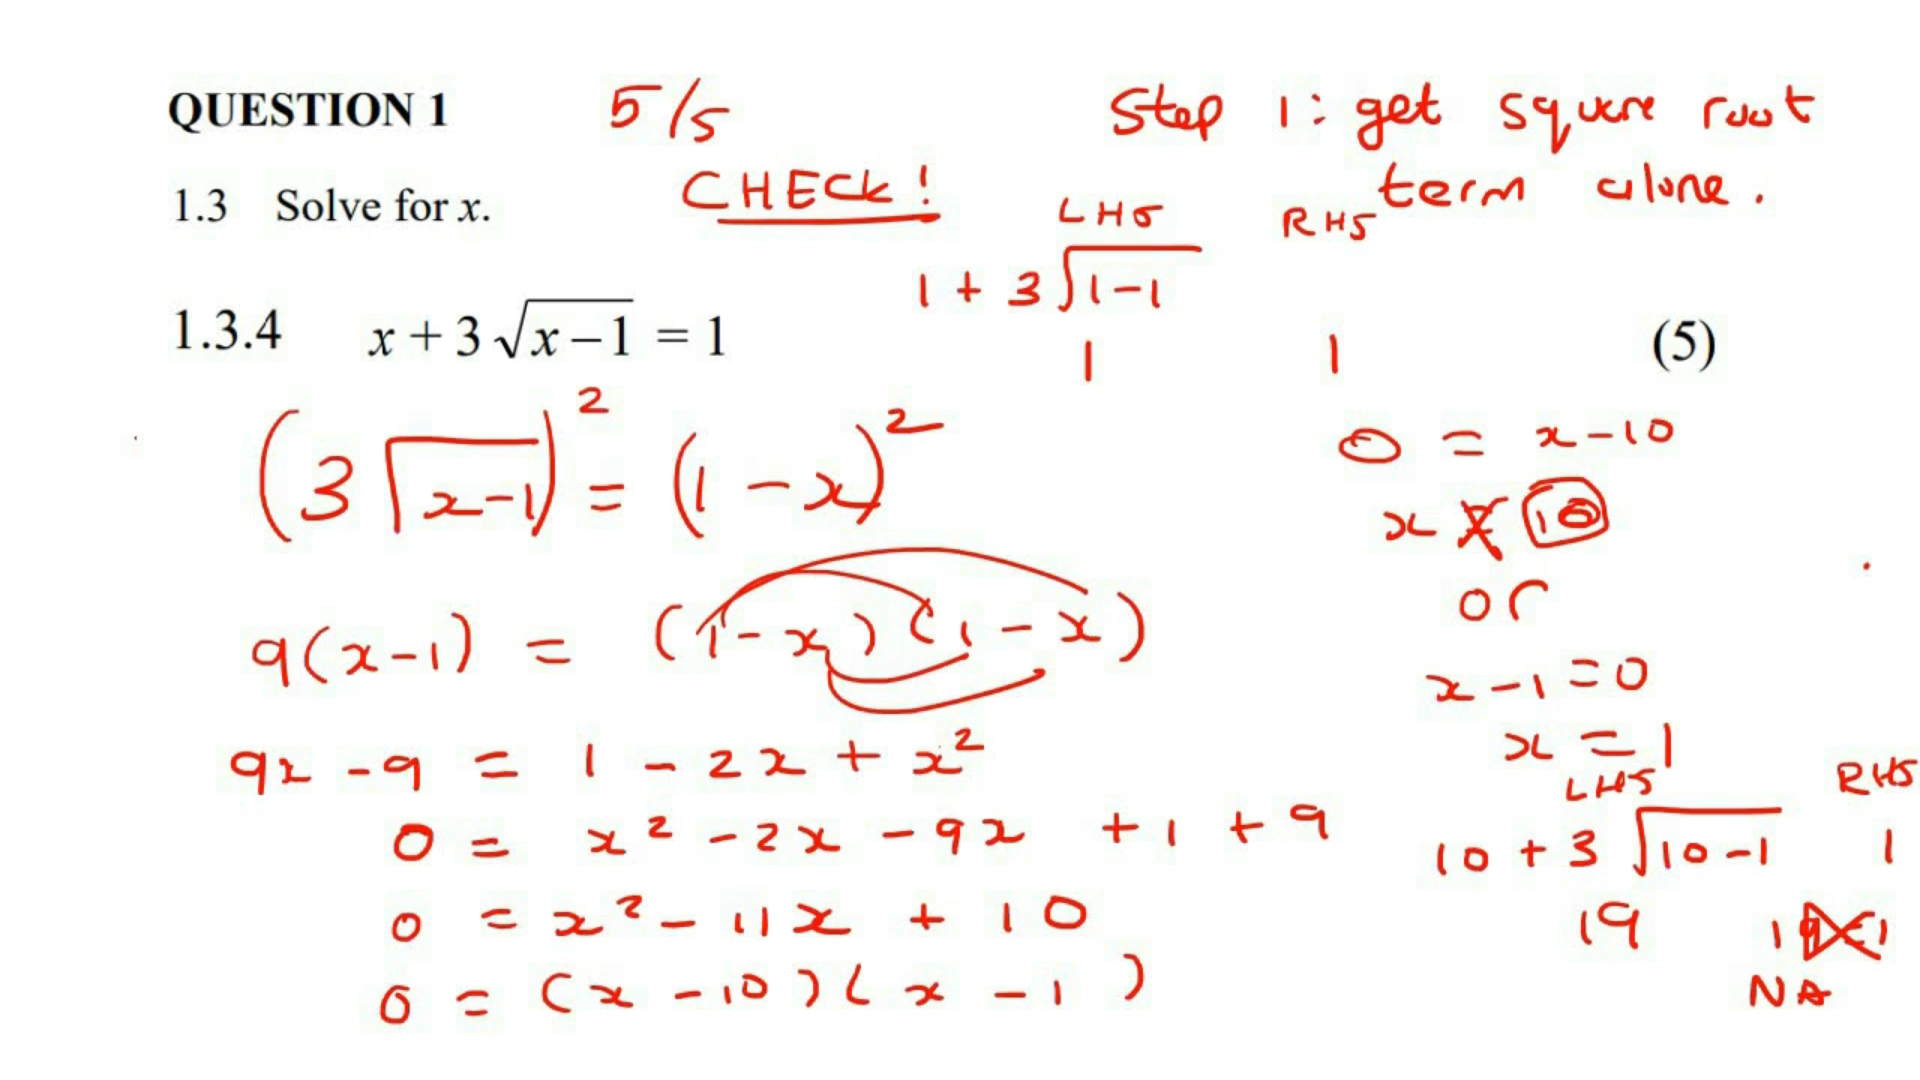 QUESTION 1
5/5
Step 1: get square root
term alone.
1.3 Solve for x.
CHECK!
LHS RHS
1 + 3√(1-1)
1 1
1.3.4 x + 3√(x-1) = 1 (5)
(3√(x-1))² = (1-x)²
9(x-1) = (1-x)(1-x)
9x - 9 = 1 - 2x + x²
0 = x² - 2x - 9x + 1 + 9
0 = x² - 11x + 10
0 = (x - 10)(x - 1)
0 = x - 10
x ≠ 10
or
x - 1 = 0
x = 1
LHS RHS
10 + 3√(10-1) 1
19 19 = 1
NA